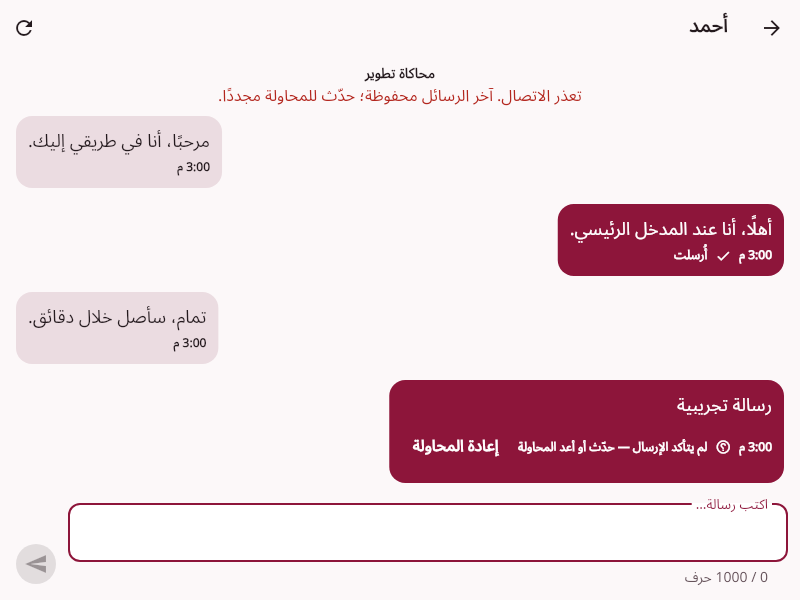 أحمد
محاكاة تطوير
تعذر الاتصال. آخر الرسائل محفوظة؛ حدّث للمحاولة مجددًا.
مرحبًا، أنا في طريقي إليك.
3:00 م
أهلًا، أنا عند المدخل الرئيسي.
3:00 م أرسلت
تمام، سأصل خلال دقائق.
3:00 م
رسالة تجريبية
3:00 م لم يتأكد الإرسال — حدّث أو أعد المحاولة إعادة المحاولة
اكتب رسالة...
0 / 1000 حرف